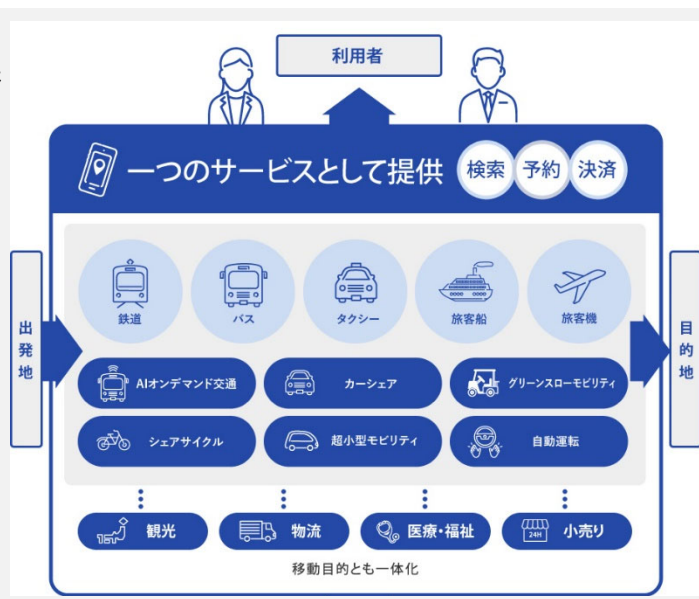 利用者
一つのサービスとして提供
検索
予約
決済
出発地
目的地
鉄道
バス
タクシー
旅客船
旅客機
AIオンデマンド交通
カーシェア
グリーンスローモビリティ
シェアサイクル
超小型モビリティ
自動運転
観光
物流
医療・福祉
24H
小売り
移動目的とも一体化